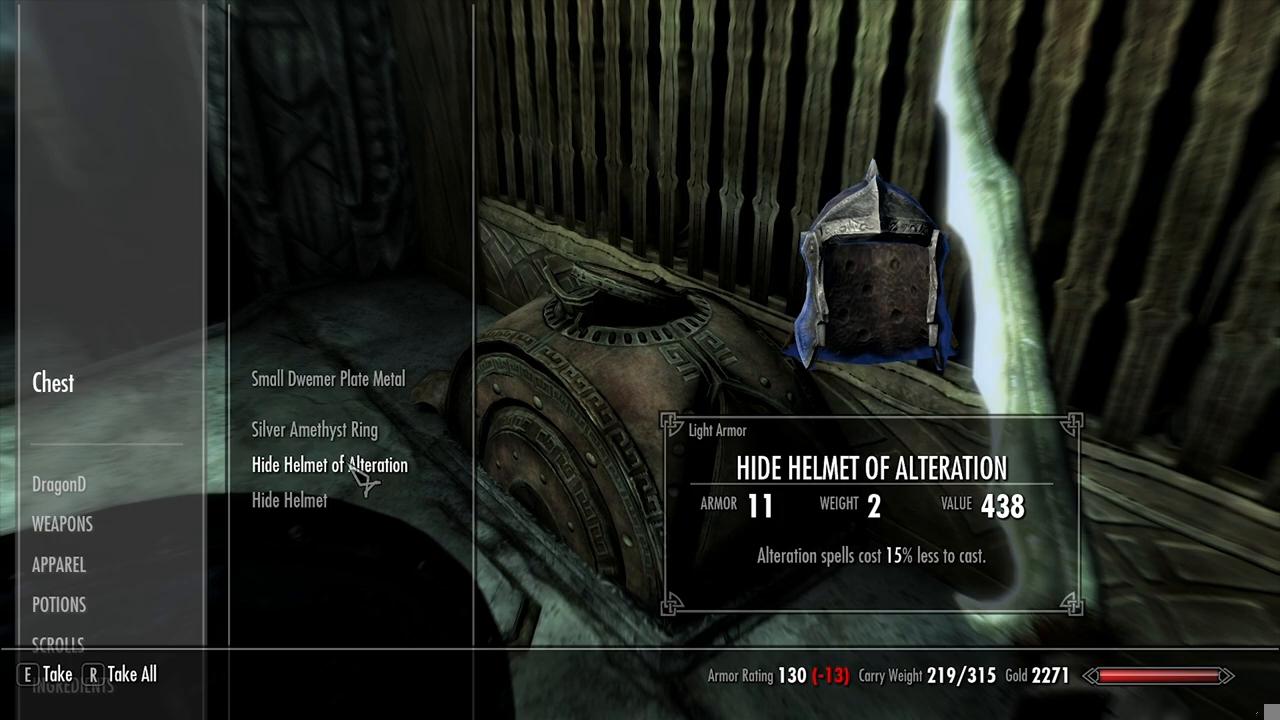 Chest
DragonD
WEAPONS
APPAREL
POTIONS
SCROLLS
INGREDIENTS
Small Dwemer Plate Metal
Silver Amethyst Ring
Hide Helmet of Alteration
Hide Helmet
Light Armor
HIDE HELMET OF ALTERATION
ARMOR 11 WEIGHT 2 VALUE 438
Alteration spells cost 15% less to cast.
E Take R Take All
Armor Rating 130 (-13) Carry Weight 219/315 Gold 2271